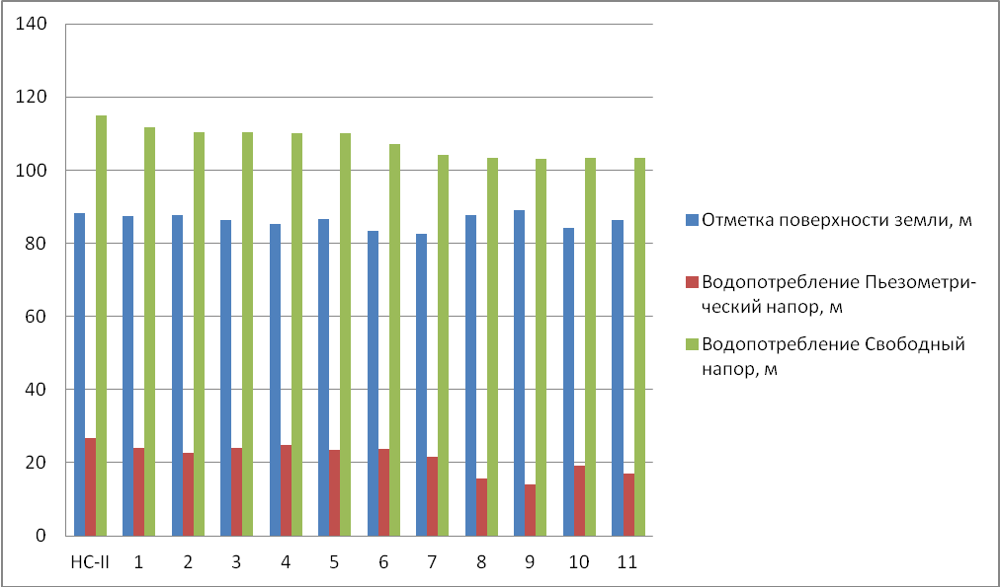 140
120
100
80
60
40
20
0
НС-II 1 2 3 4 5 6 7 8 9 10 11
Отметка поверхности земли, м
Водопотребление Пьезометри-
ческий напор, м
Водопотребление Свободный
напор, м